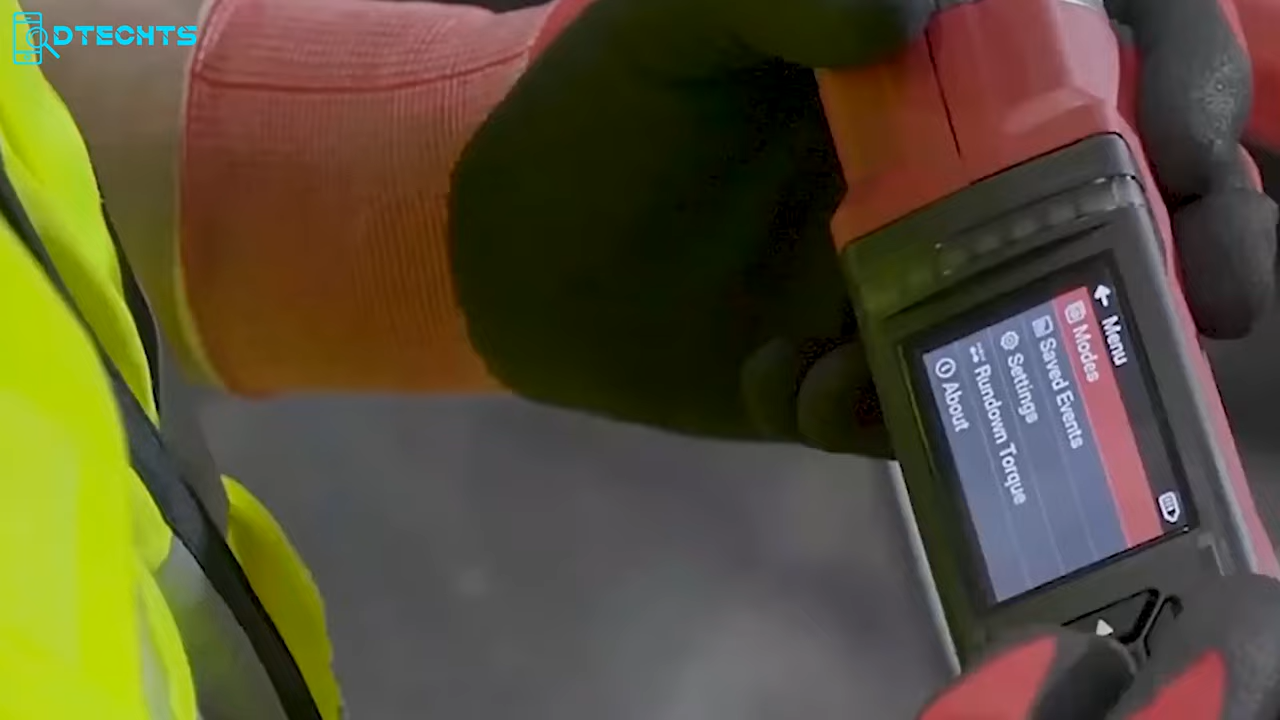 DTECHTS
Menu
Modes
Saved Events
Settings
Rundown Torque
About